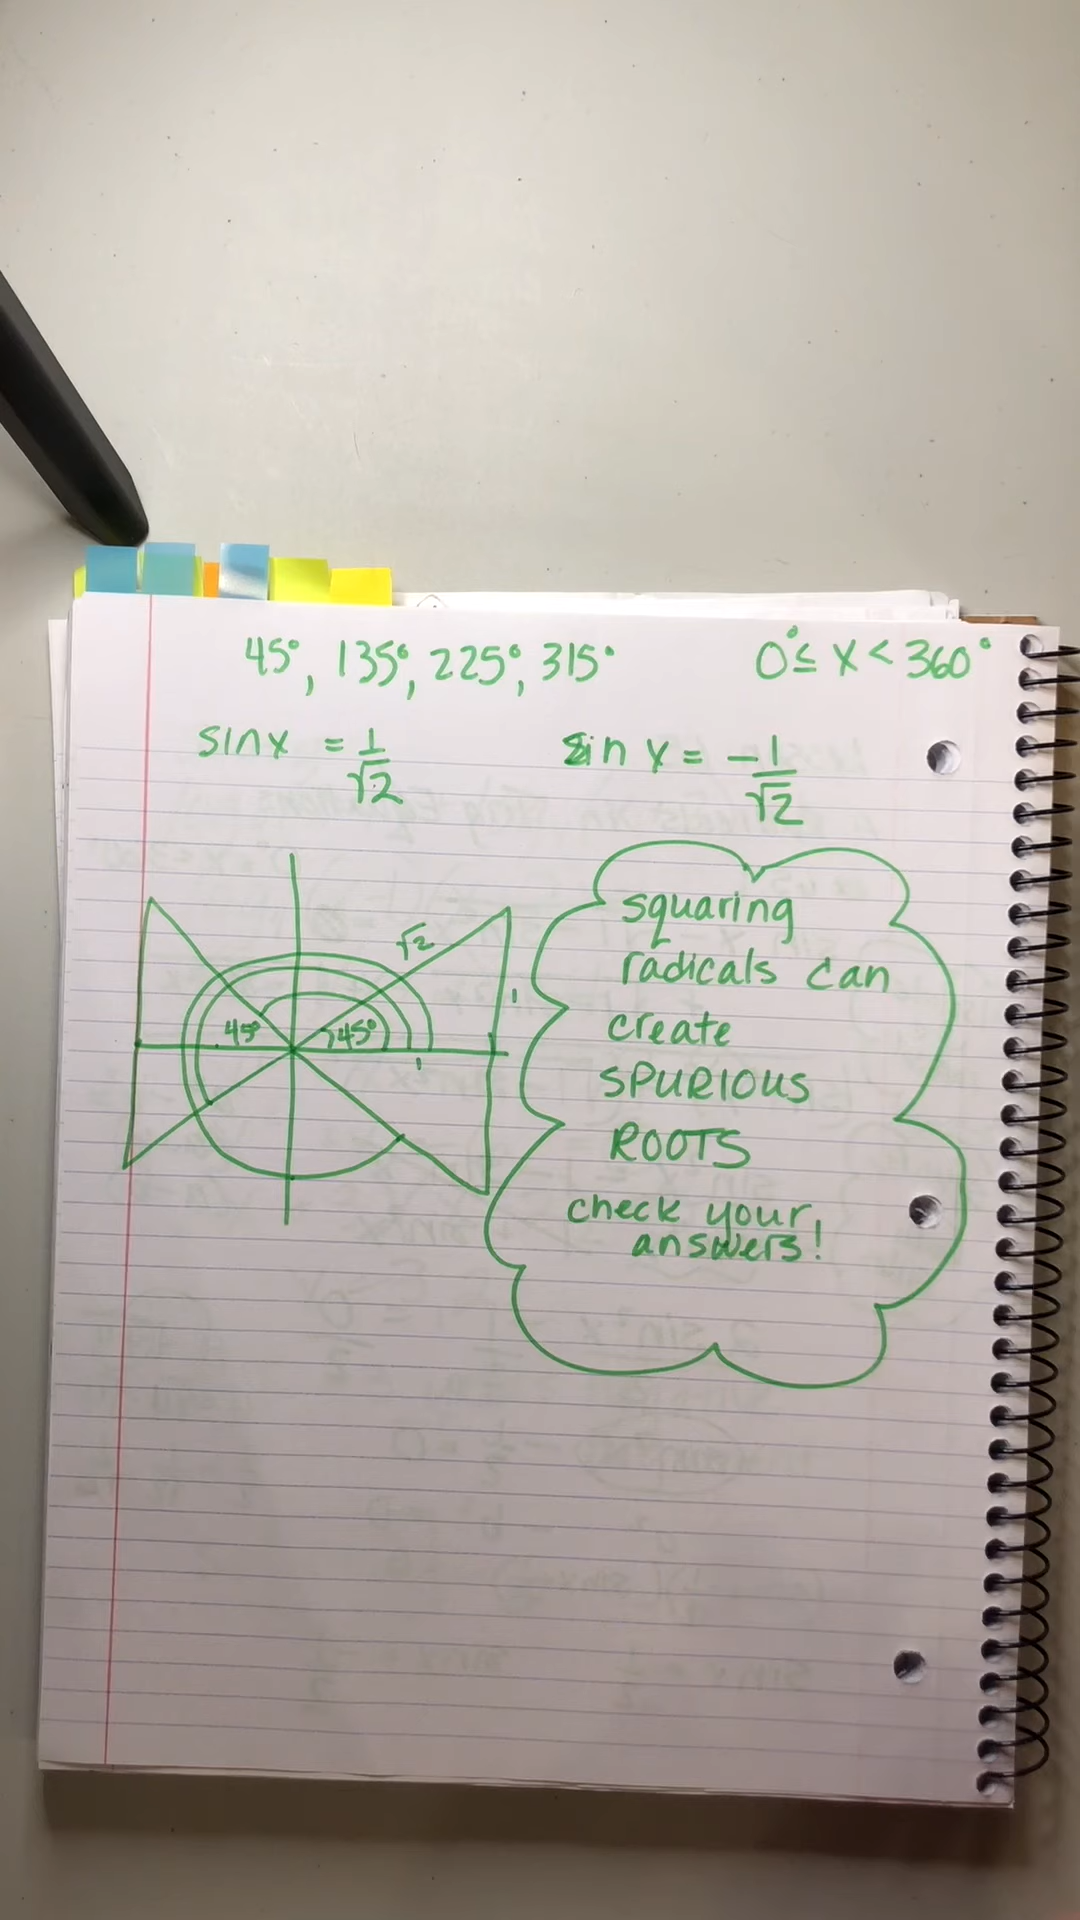 45°, 135°, 225°, 315°
0° ≤ x < 360°
sin x = 1/√2
sin x = -1/√2
√2
1
45°
45°
1
squaring
radicals can
create
SPURIOUS
ROOTS
check your
answers!